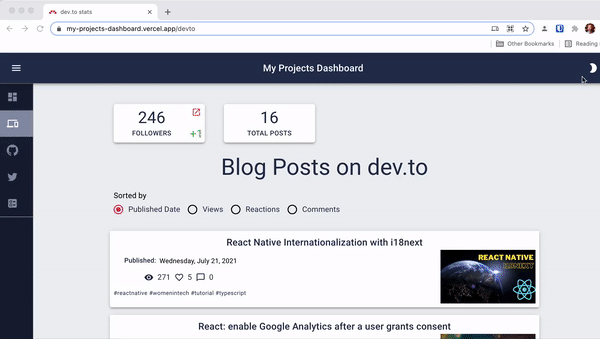 dev.to stats
my-projects-dashboard.vercel.app/devto
Other Bookmarks
Reading
My Projects Dashboard
246
FOLLOWERS
+1
16
TOTAL POSTS
Blog Posts on dev.to
Sorted by
Published Date
Views
Reactions
Comments
React Native Internationalization with i18next
Published: Wednesday, July 21, 2021
271 5 0
#reactnative #womenintech #tutorial #typescript
REACT NATIVE
React: enable Google Analytics after a user grants consent